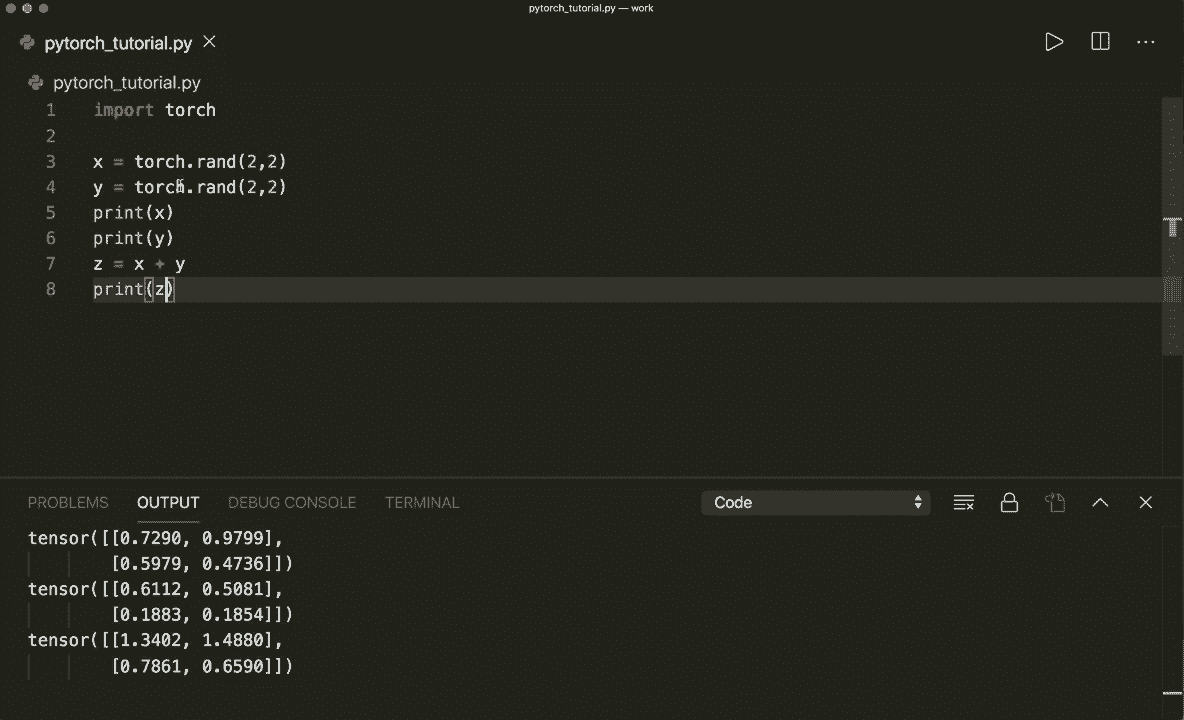 pytorch_tutorial.py — work
pytorch_tutorial.py
pytorch_tutorial.py
1 import torch
2
3 x = torch.rand(2,2)
4 y = torch.rand(2,2)
5 print(x)
6 print(y)
7 z = x + y
8 print(z)
PROBLEMS OUTPUT DEBUG CONSOLE TERMINAL Code
tensor([[0.7290, 0.9799],
[0.5979, 0.4736]])
tensor([[0.6112, 0.5081],
[0.1883, 0.1854]])
tensor([[1.3402, 1.4880],
[0.7861, 0.6590]])